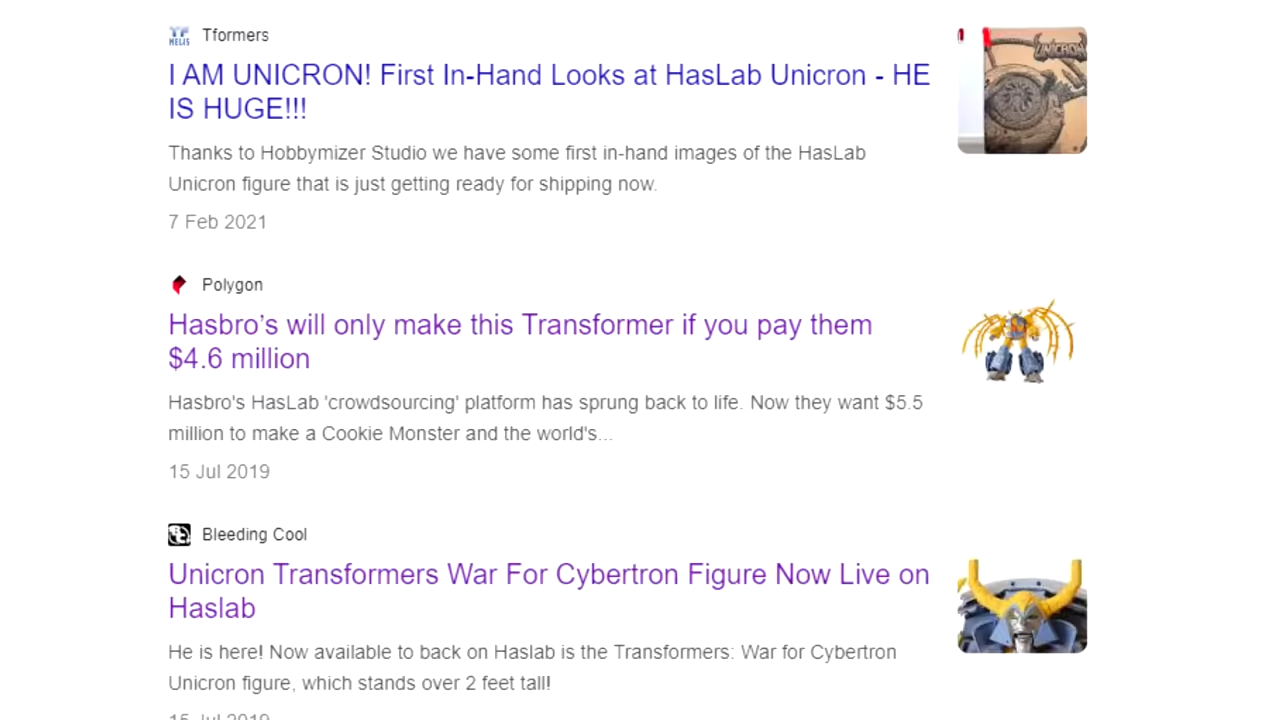 Tformers
I AM UNICRON! First In-Hand Looks at HasLab Unicron - HE
IS HUGE!!!
Thanks to Hobbymizer Studio we have some first in-hand images of the HasLab
Unicron figure that is just getting ready for shipping now.
7 Feb 2021
UNICRON
Polygon
Hasbro’s will only make this Transformer if you pay them
$4.6 million
Hasbro's HasLab 'crowdsourcing' platform has sprung back to life. Now they want $5.5
million to make a Cookie Monster and the world's...
15 Jul 2019
Bleeding Cool
Unicron Transformers War For Cybertron Figure Now Live on
Haslab
He is here! Now available to back on Haslab is the Transformers: War for Cybertron
Unicron figure, which stands over 2 feet tall!
15 Jul 2019